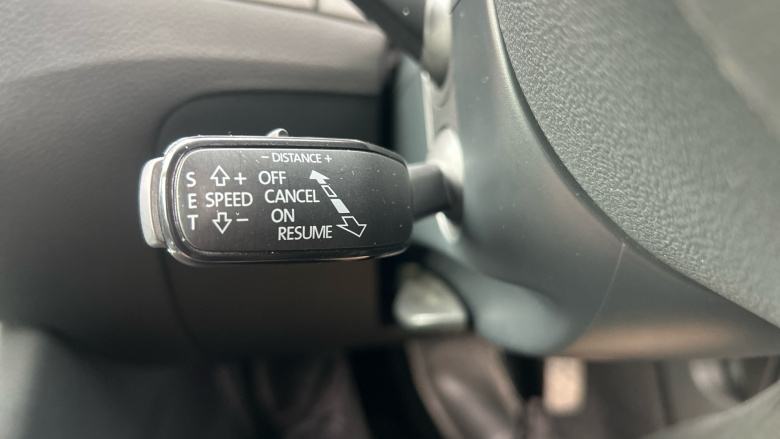 - DISTANCE +
S + OFF
E SPEED CANCEL
T - ON
RESUME